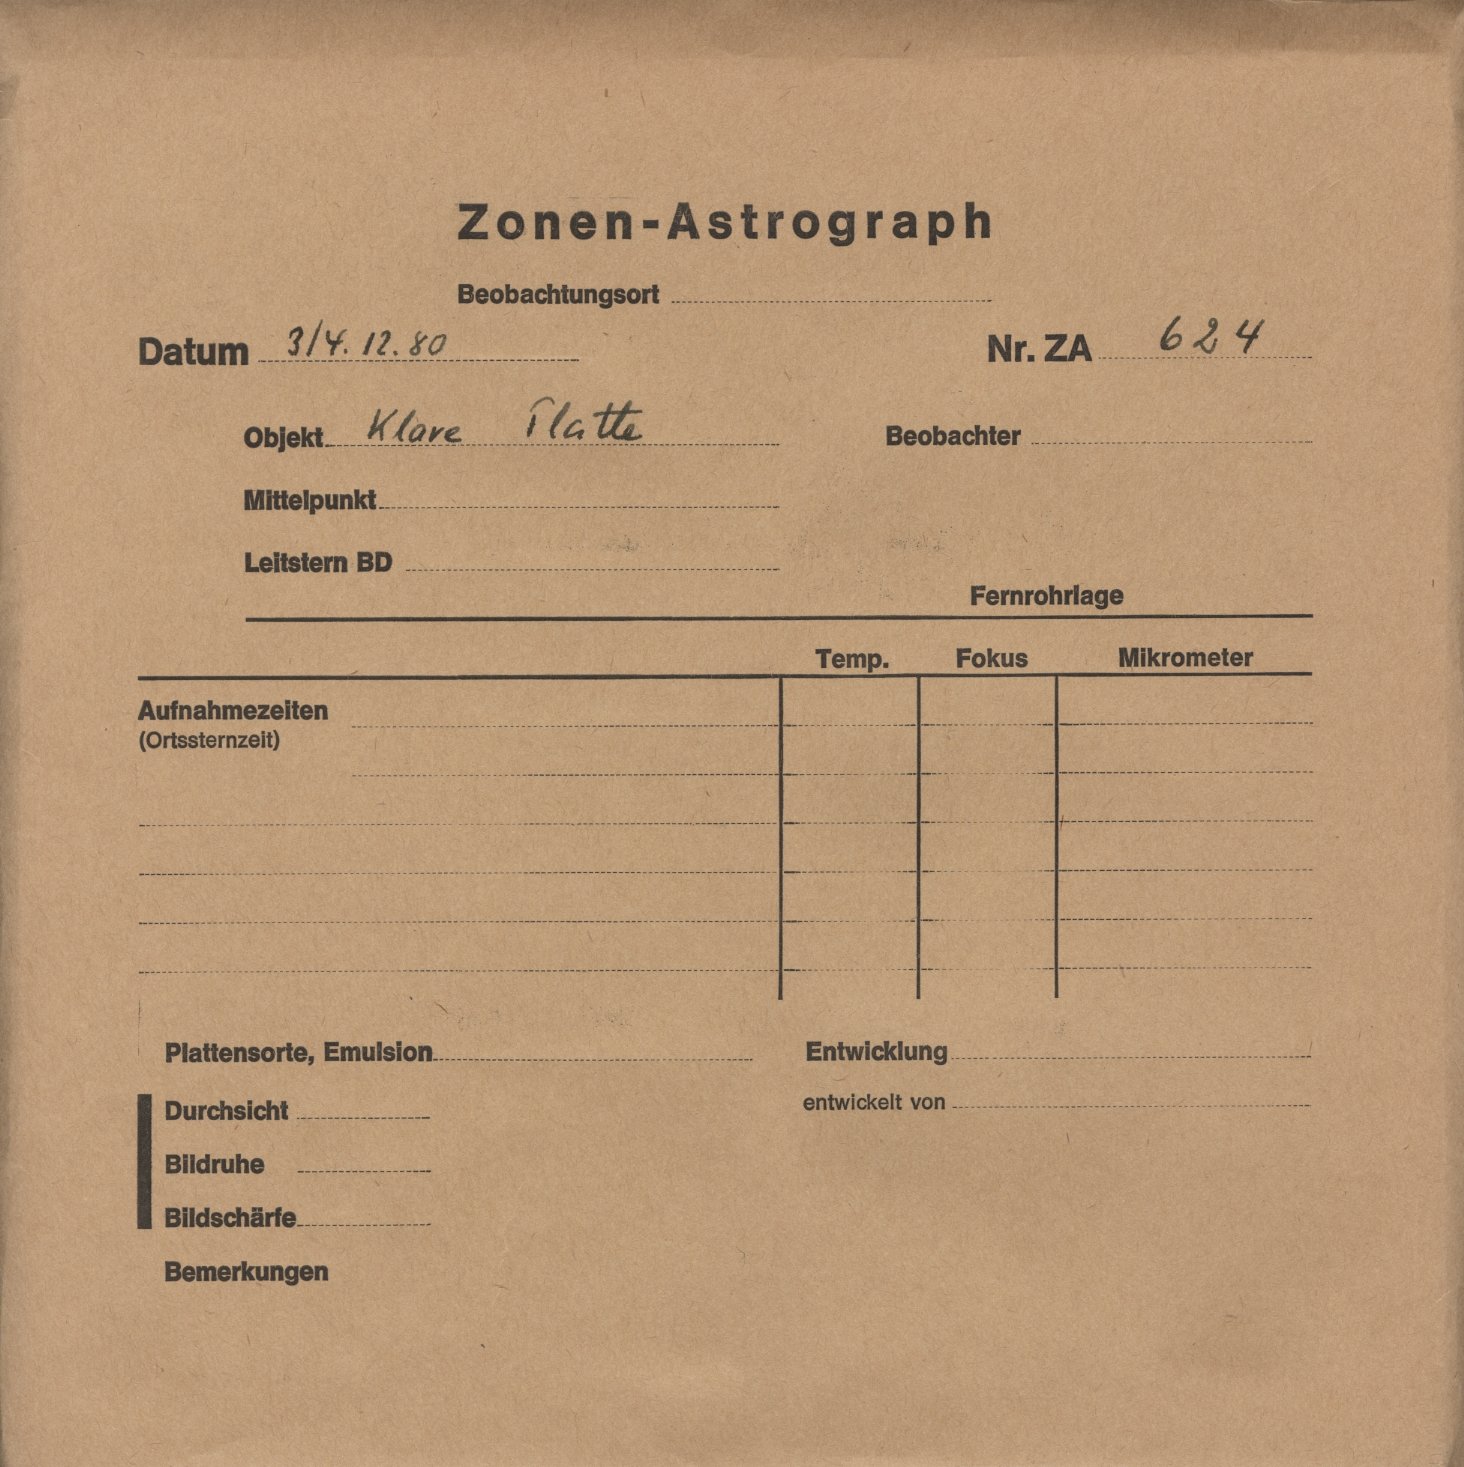 Zonen-Astrograph
Beobachtungsort
Datum 3/4. 12. 80 Nr. ZA 624
Objekt Klare Platte Beobachter
Mittelpunkt
Leitstern BD
Fernrohrlage
Temp. Fokus Mikrometer
Aufnahmezeiten
(Ortssternzeit)
Plattensorte, Emulsion Entwicklung
Durchsicht entwickelt von
Bildruhe
Bildschärfe
Bemerkungen